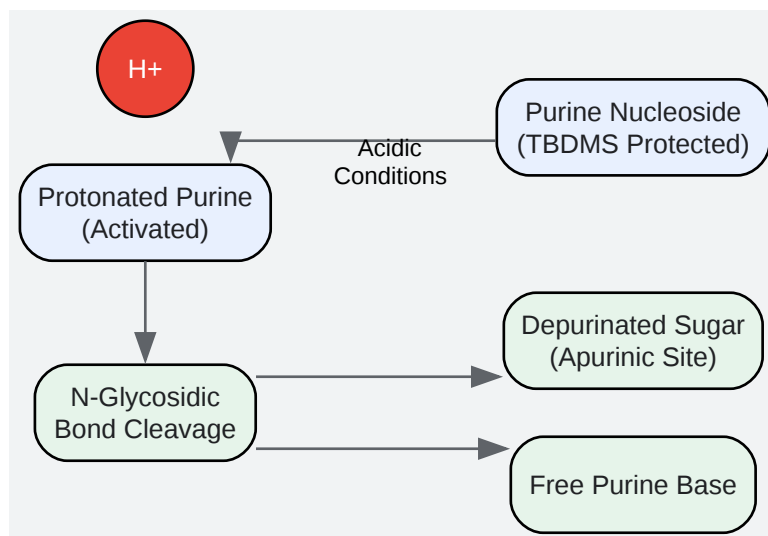 H+
Purine Nucleoside
(TBDMS Protected)
Acidic
Conditions
Protonated Purine
(Activated)
Depurinated Sugar
(Apurinic Site)
N-Glycosidic
Bond Cleavage
Free Purine Base